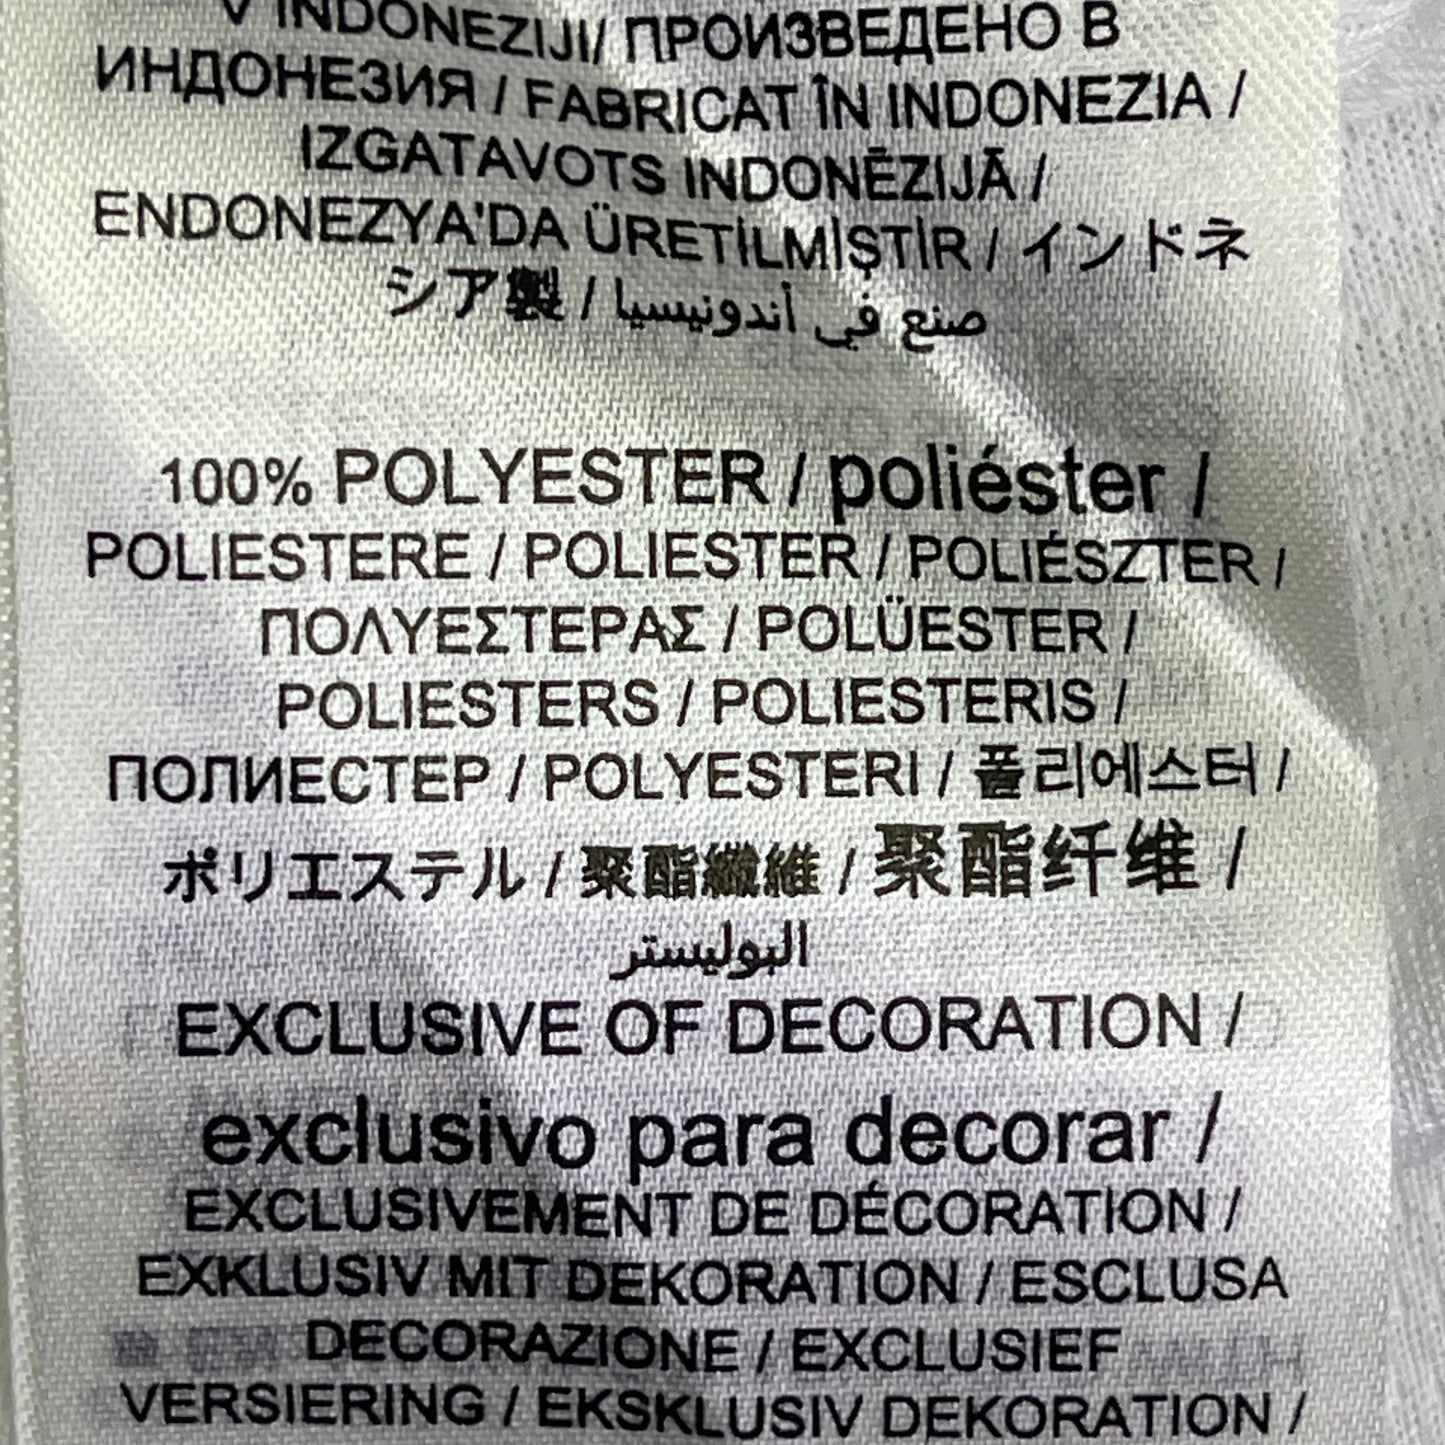 V INDONEZIJI/ ПРОИЗВЕДЕНО В
ИНДОНЕЗИЯ / FABRICAT ÎN INDONEZIA /
IZGATAVOTS INDONĒZIJĀ /
ENDONEZYA'DA ÜRETİLMİŞTİR / インドネ
シア製 / صنع في أندونيسيا
100% POLYESTER / poliéster /
POLIESTERE / POLIESTER / POLIÉSZTER /
ΠΟΛΥΕΣΤΕΡΑΣ / POLÜESTER /
POLIESTERS / POLIESTERIS /
ПОЛИЕСТЕР / POLYESTERI / 폴리에스터 /
ポリエステル / 聚酯纖維 / 聚酯纤维 /
البوليستر
EXCLUSIVE OF DECORATION /
exclusivo para decorar /
EXCLUSIVEMENT DE DÉCORATION /
EXKLUSIV MIT DEKORATION / ESCLUSA
DECORAZIONE / EXCLUSIEF
VERSIERING / EKSKLUSIV DEKORATION /